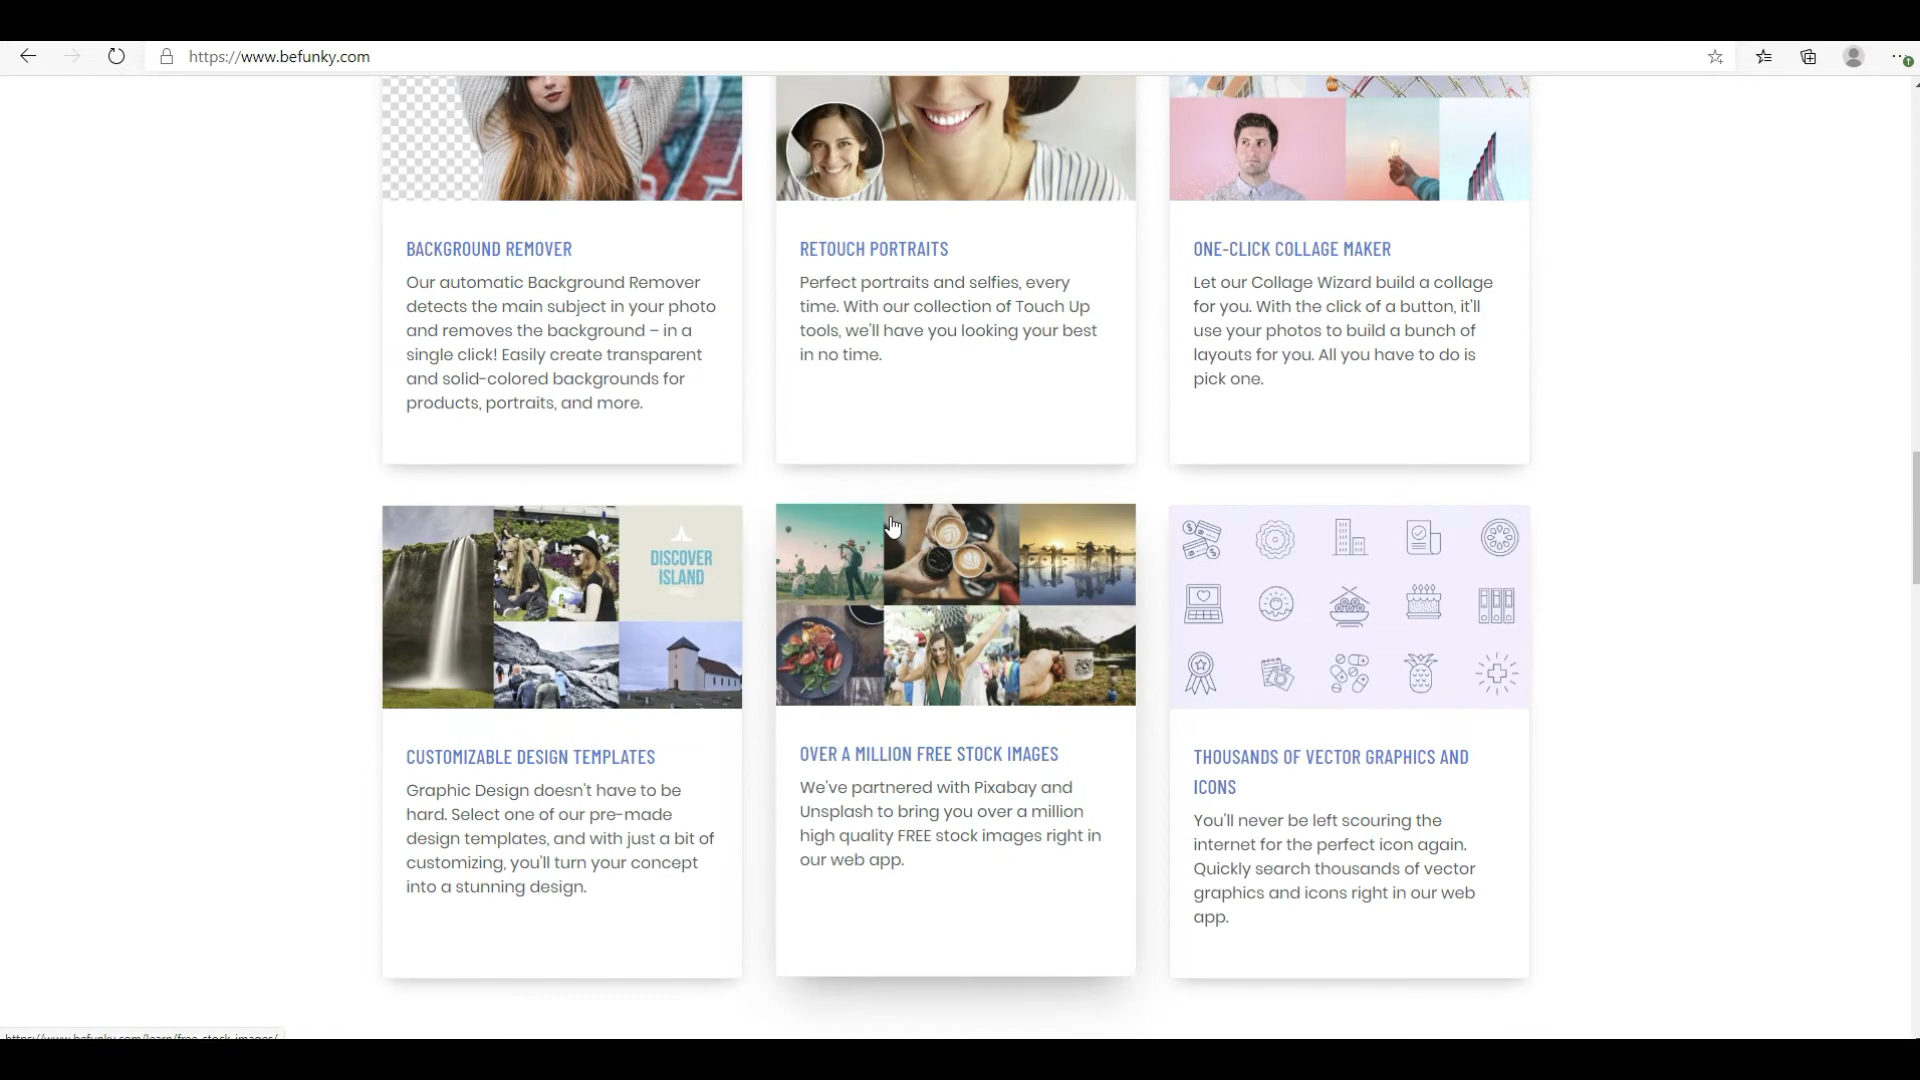 https://www.befunky.com
BACKGROUND REMOVER
Our automatic Background Remover
detects the main subject in your photo
and removes the background – in a
single click! Easily create transparent
and solid-colored backgrounds for
products, portraits, and more.
RETOUCH PORTRAITS
Perfect portraits and selfies, every
time. With our collection of Touch Up
tools, we'll have you looking your best
in no time.
ONE-CLICK COLLAGE MAKER
Let our Collage Wizard build a collage
for you. With the click of a button, it'll
use your photos to build a bunch of
layouts for you. All you have to do is
pick one.
DISCOVER
ISLAND
CUSTOMIZABLE DESIGN TEMPLATES
Graphic Design doesn't have to be
hard. Select one of our pre-made
design templates, and with just a bit of
customizing, you'll turn your concept
into a stunning design.
OVER A MILLION FREE STOCK IMAGES
We've partnered with Pixabay and
Unsplash to bring you over a million
high quality FREE stock images right in
our web app.
THOUSANDS OF VECTOR GRAPHICS AND
ICONS
You'll never be left scouring the
internet for the perfect icon again.
Quickly search thousands of vector
graphics and icons right in our web
app.
https://www.befunky.com/learn/free-stock-images/